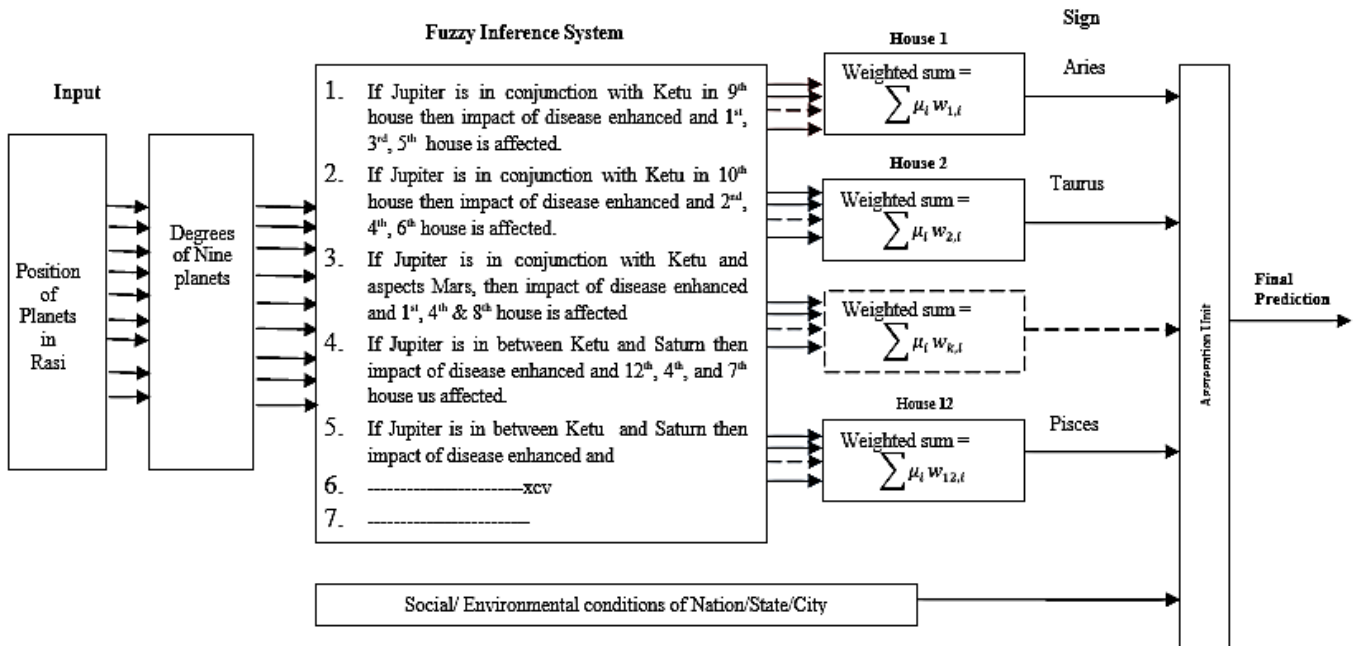 Sign
Fuzzy Inference System
Input
Position
of
Planets
in
Rasi
Degrees
of Nine
planets
1. If Jupiter is in conjunction with Ketu in 9th
house then impact of disease enhanced and 1st,
3rd, 5th house is affected.
2. If Jupiter is in conjunction with Ketu in 10th
house then impact of disease enhanced and 2nd,
4th, 6th house is affected.
3. If Jupiter is in conjunction with Ketu and
aspects Mars, then impact of disease enhanced
and 1st, 4th & 8th house is affected
4. If Jupiter is in between Ketu and Saturn then
impact of disease enhanced and 12th, 4th, and 7th
house us affected.
5. If Jupiter is in between Ketu and Saturn then
impact of disease enhanced and
6. -----------------------xcv
7. ------------------------
House 1
Weighted sum =
∑ μᵢ w₁,ᵢ
Aries
House 2
Weighted sum =
∑ μᵢ w₂,ᵢ
Taurus
Weighted sum =
∑ μᵢ wₖ,ᵢ
House 12
Weighted sum =
∑ μᵢ w₁₂,ᵢ
Pisces
Social/ Environmental conditions of Nation/State/City
Unit
Final
Prediction